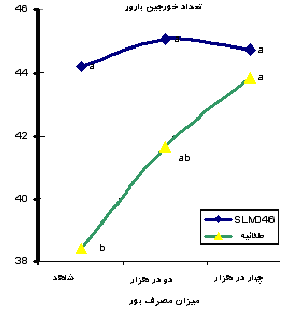 تعداد خورجین بارور
46
a
a
a
44
a
42
ab
40
SLM046
طلائیه
b
38
شاهد
دو در هزار
چهار در هزار
میزان مصرف بور